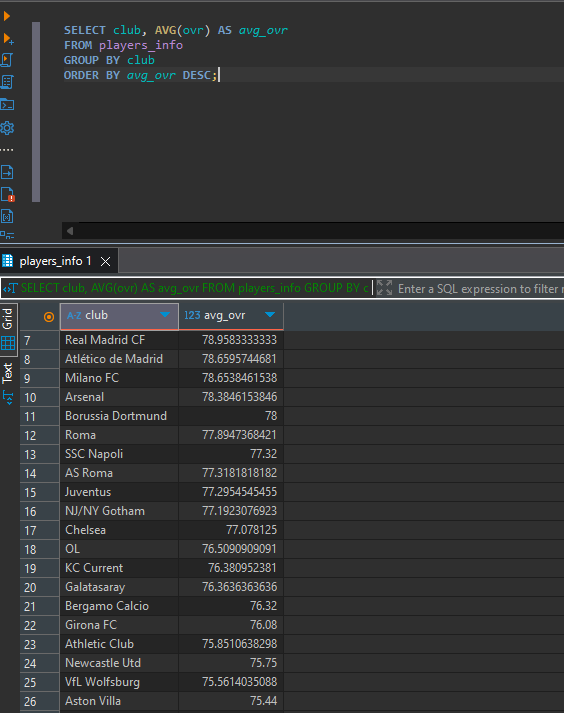 SELECT club, AVG(ovr) AS avg_ovr
FROM players_info
GROUP BY club
ORDER BY avg_ovr DESC;
players_info 1
SELECT club, AVG(ovr) AS avg_ovr FROM players_info GROUP BY c Enter a SQL expression to filter r
Grid
Text
A-Z club 123 avg_ovr
7 Real Madrid CF 78.9583333333
8 Atlético de Madrid 78.6595744681
9 Milano FC 78.6538461538
10 Arsenal 78.3846153846
11 Borussia Dortmund 78
12 Roma 77.8947368421
13 SSC Napoli 77.32
14 AS Roma 77.3181818182
15 Juventus 77.2954545455
16 NJ/NY Gotham 77.1923076923
17 Chelsea 77.078125
18 OL 76.5090909091
19 KC Current 76.380952381
20 Galatasaray 76.3636363636
21 Bergamo Calcio 76.32
22 Girona FC 76.08
23 Athletic Club 75.8510638298
24 Newcastle Utd 75.75
25 VfL Wolfsburg 75.5614035088
26 Aston Villa 75.44